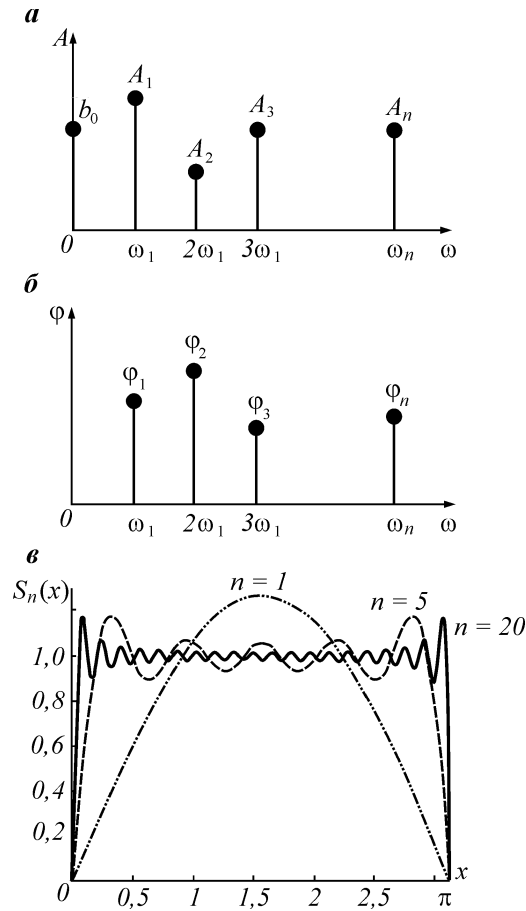 а
A
b₀ A₁ A₂ A₃ Aₙ
0 ω₁ 2ω₁ 3ω₁ ωₙ ω
б
φ
φ₁ φ₂ φ₃ φₙ
0 ω₁ 2ω₁ 3ω₁ ωₙ ω
в
Sₙ(x)
n = 1
n = 5
n = 20
1,0
0,8
0,6
0,4
0,2
x
0 0,5 1 1,5 2 2,5 π